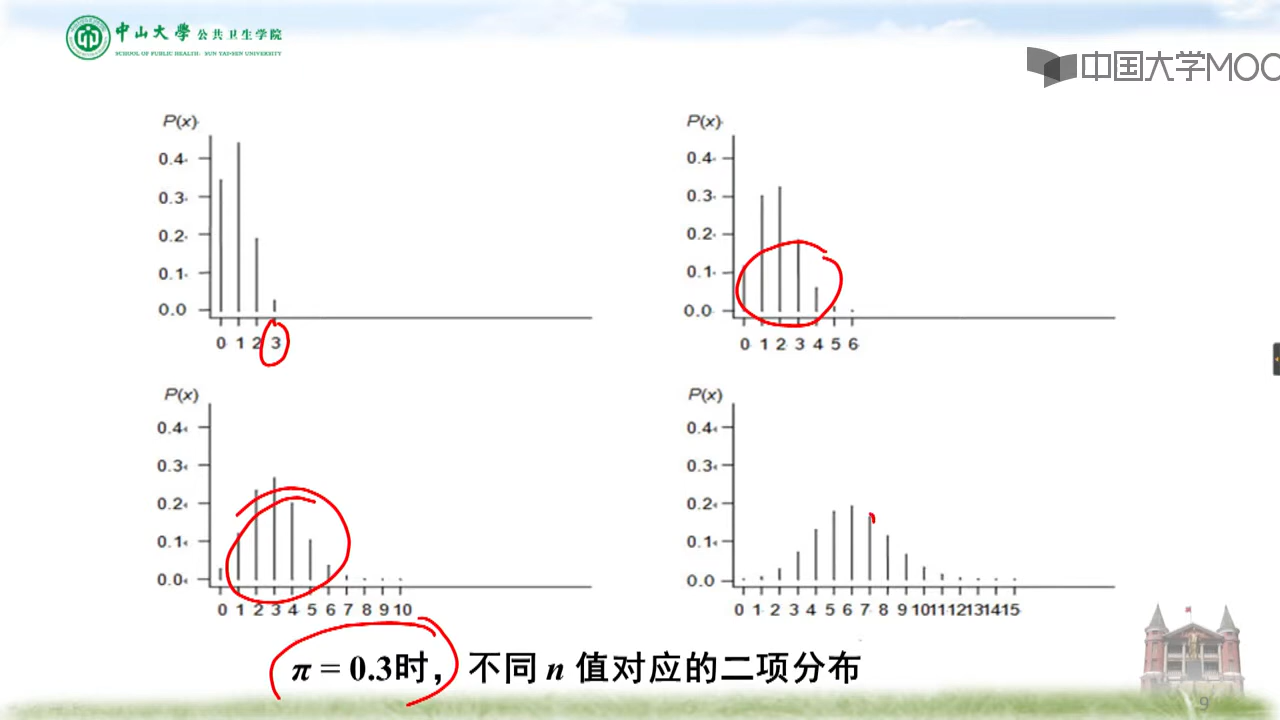 中山大学 公共卫生学院
SCHOOL OF PUBLIC HEALTH, SUN YAT-SEN UNIVERSITY
中国大学MOO
P(x)
0.4
0.3
0.2
0.1
0.0
0 1 2 3
P(x)
0.4
0.3
0.2
0.1
0.0
0 1 2 3 4 5 6
P(x)
0.4
0.3
0.2
0.1
0.0
0 1 2 3 4 5 6 7 8 9 10
P(x)
0.4
0.3
0.2
0.1
0.0
0 1 2 3 4 5 6 7 8 9 10 11 12 13 14 15
π = 0.3时，不同 n 值对应的二项分布
9